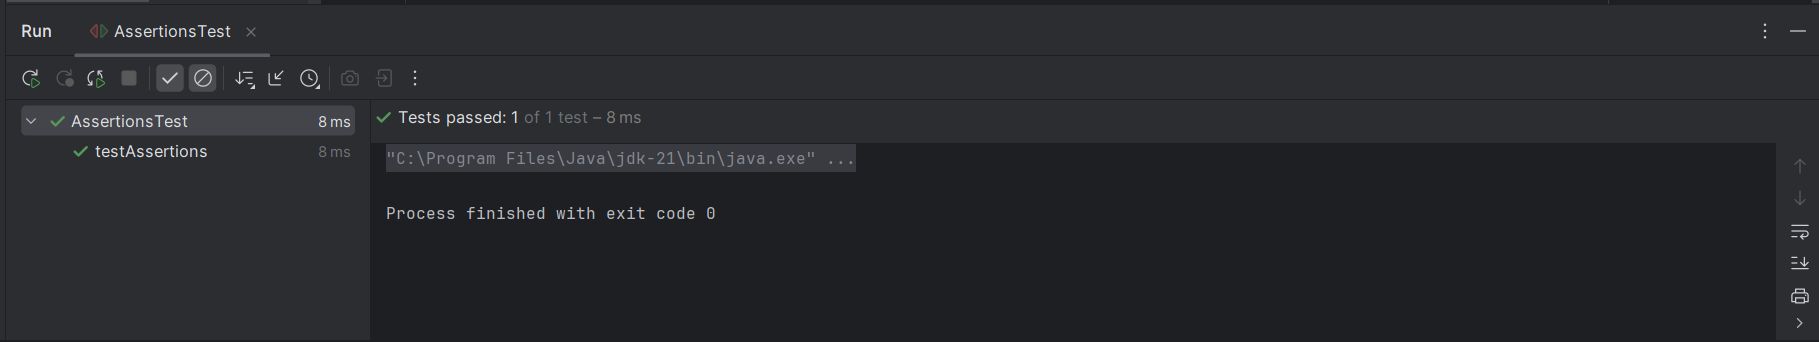 Run AssertionsTest
AssertionsTest 8 ms
testAssertions 8 ms
Tests passed: 1 of 1 test – 8 ms
"C:\Program Files\Java\jdk-21\bin\java.exe" ...
Process finished with exit code 0